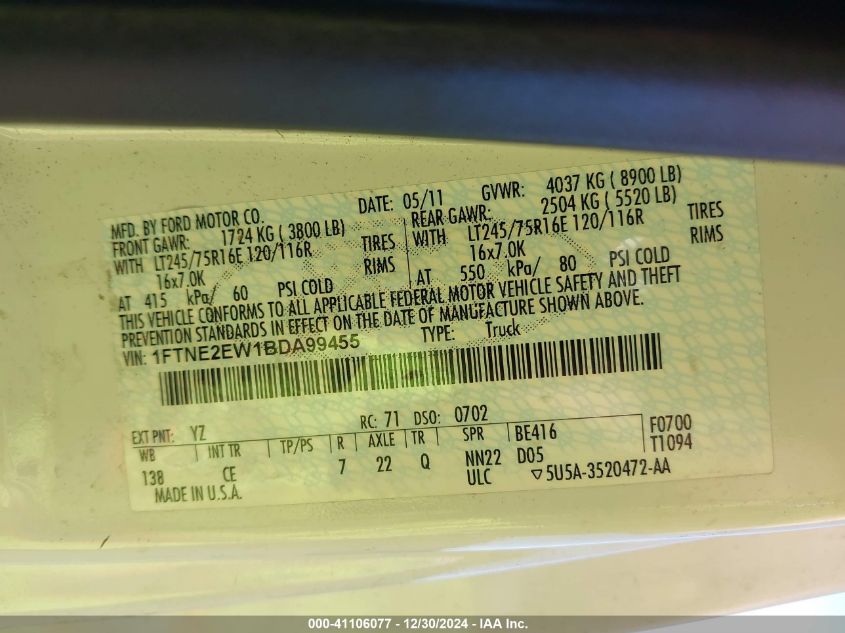 MFD. BY FORD MOTOR CO. DATE: 05/11 GVWR: 4037 KG ( 8900 LB)
FRONT GAWR: 1724 KG ( 3800 LB) REAR GAWR: 2504 KG ( 5520 LB)
WITH LT245/75R16E 120/116R TIRES WITH LT245/75R16E 120/116R TIRES
16x7.0K RIMS 16x7.0K RIMS
AT 415 kPa/ 60 PSI COLD AT 550 kPa/ 80 PSI COLD
THIS VEHICLE CONFORMS TO ALL APPLICABLE FEDERAL MOTOR VEHICLE SAFETY AND THEFT
PREVENTION STANDARDS IN EFFECT ON THE DATE OF MANUFACTURE SHOWN ABOVE.
VIN: 1FTNE2EW1BDA99455 TYPE: Truck
EXT PNT: YZ RC: 71 DSO: 0702 F0700
WB INT TR TP/PS R AXLE TR SPR BE416 T1094
138 CE 7 22 Q NN22 D05
MADE IN U.S.A. ULC ▽5U5A-3520472-AA
000-41106077 - 12/30/2024 - IAA Inc.